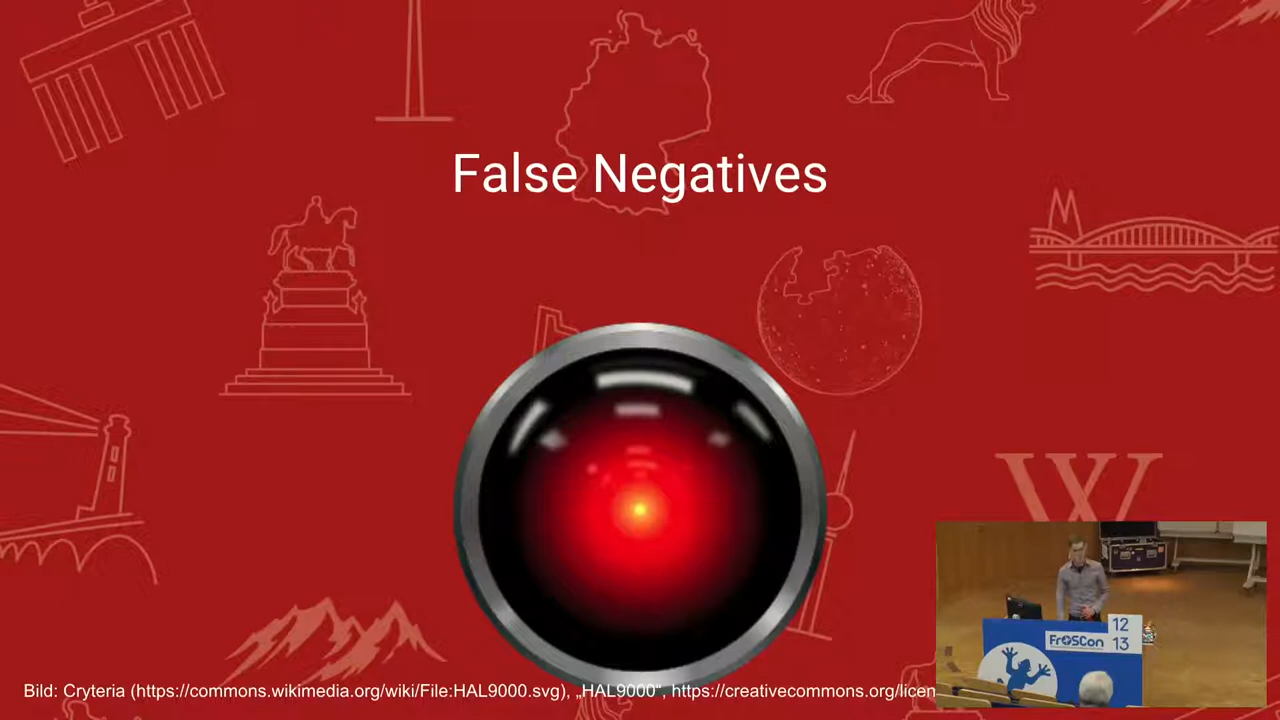 False Negatives
W
12
FrOSCon
13
Bild: Cryteria (https://commons.wikimedia.org/wiki/File:HAL9000.svg), „HAL9000“, https://creativecommons.org/licen